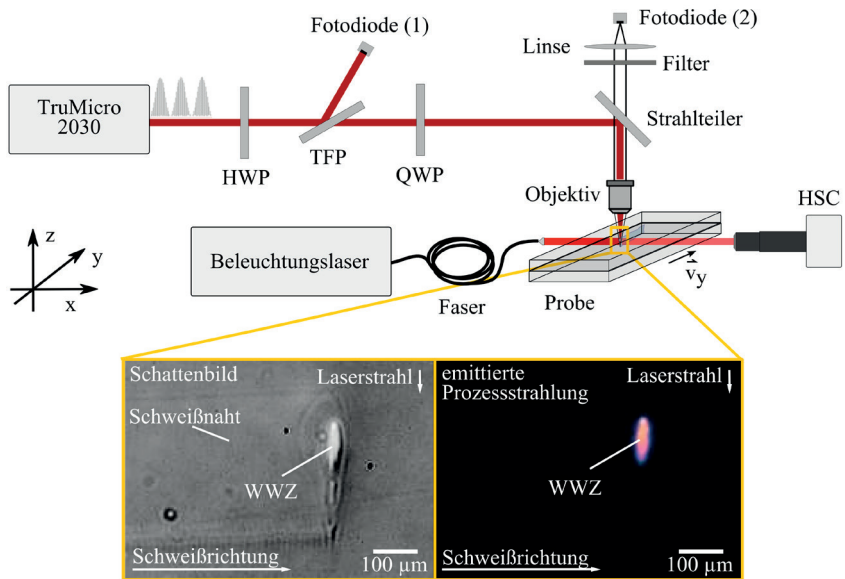 Fotodiode (1)
Fotodiode (2)
Linse
Filter
TruMicro
2030
Strahlteiler
TFP
HWP
QWP
Objektiv
HSC
z
y
x
Beleuchtungslaser
Faser
Probe
v_y
Schattenbild
Laserstrahl
Schweißnaht
WWZ
Schweißrichtung
100 µm
emittierte
Prozessstrahlung
Laserstrahl
WWZ
Schweißrichtung
100 µm